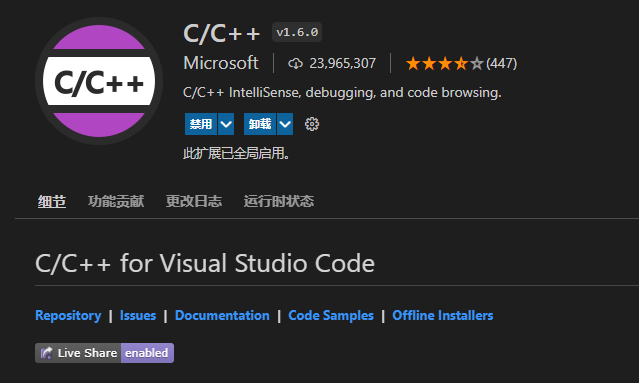 C/C++
C/C++ v1.6.0
Microsoft 23,965,307 (447)
C/C++ IntelliSense, debugging, and code browsing.
禁用 卸载
此扩展已全局启用。
细节 功能贡献 更改日志 运行时状态
C/C++ for Visual Studio Code
Repository | Issues | Documentation | Code Samples | Offline Installers
Live Share enabled